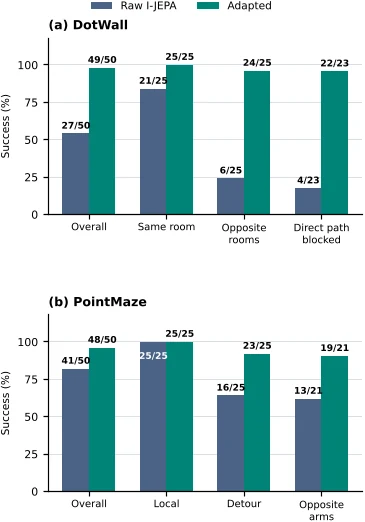 Raw I-JEPA Adapted
(a) DotWall
Success (%)
100
75
50
25
0
27/50
49/50
21/25
25/25
6/25
24/25
4/23
22/23
Overall
Same room
Opposite
rooms
Direct path
blocked
(b) PointMaze
Success (%)
100
75
50
25
0
41/50
48/50
25/25
25/25
16/25
23/25
13/21
19/21
Overall
Local
Detour
Opposite
arms